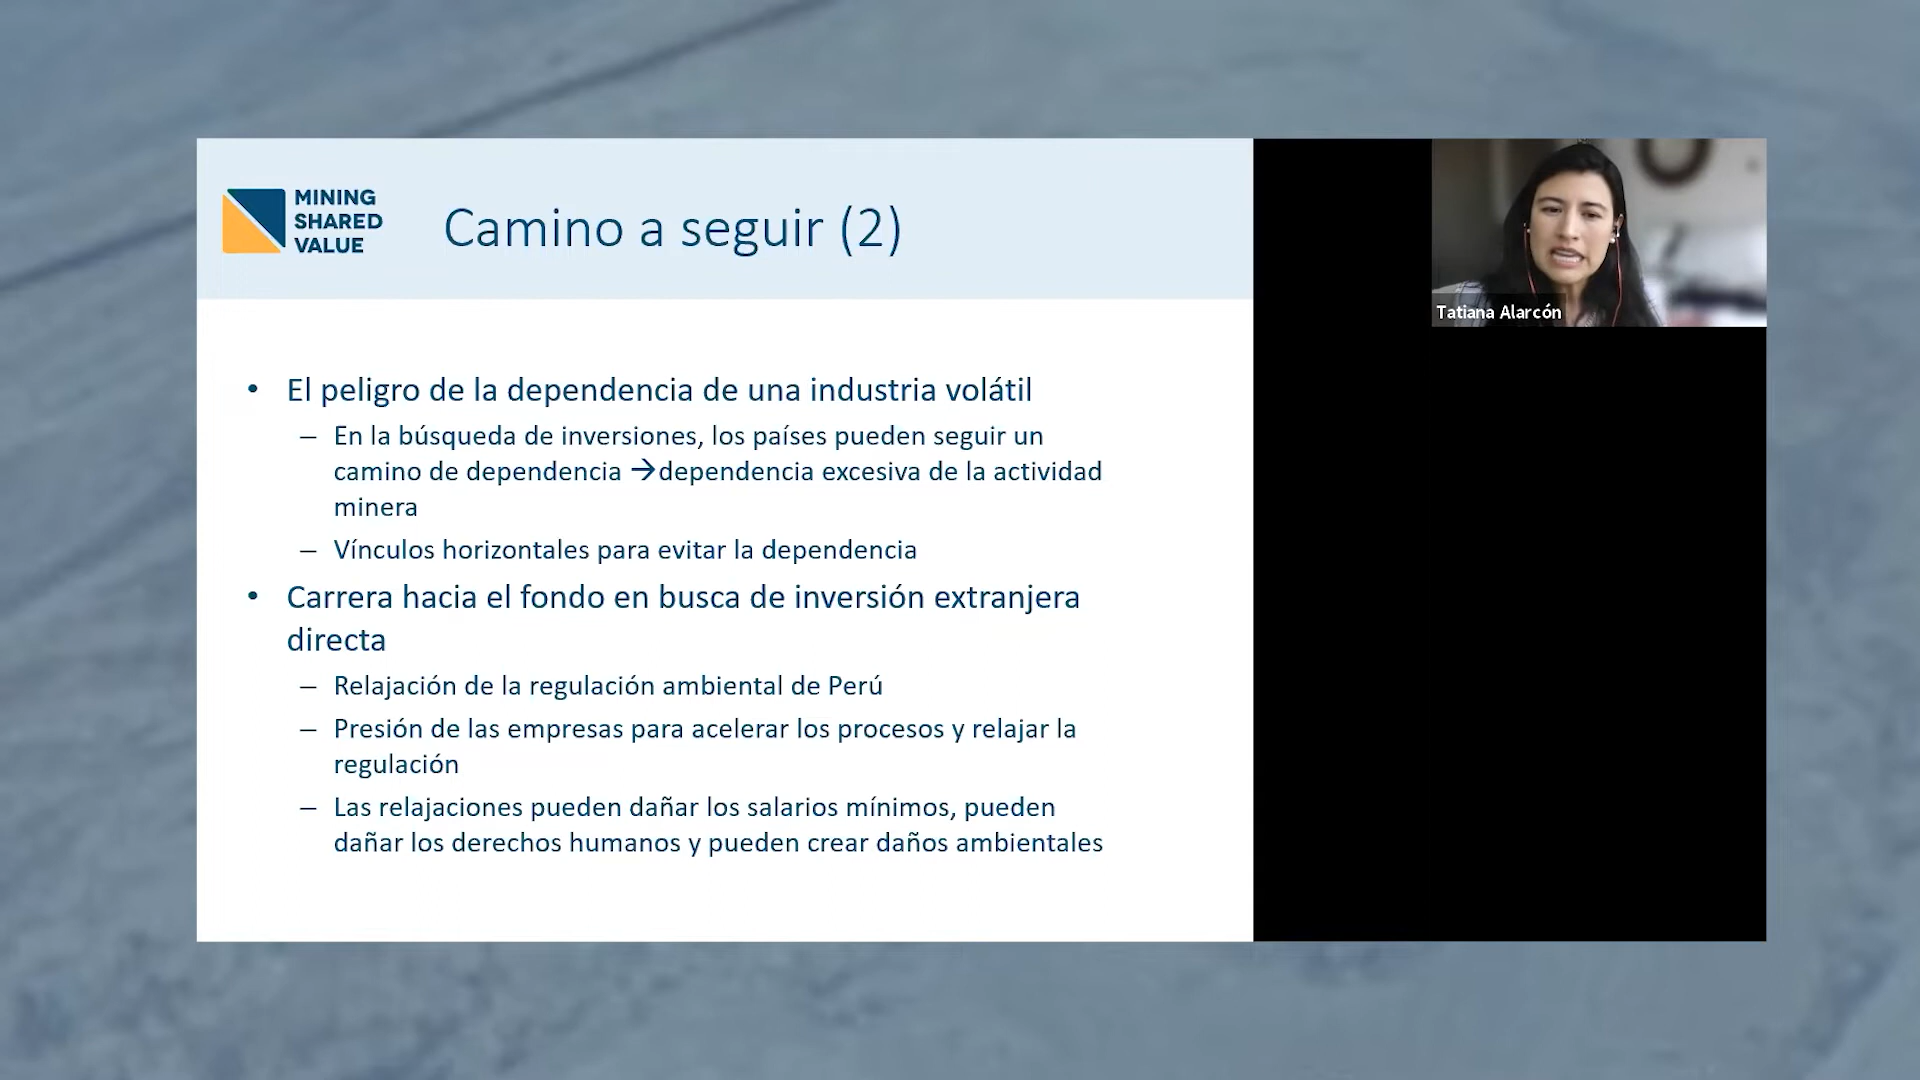 MINING
SHARED
VALUE
Camino a seguir (2)
• El peligro de la dependencia de una industria volátil
– En la búsqueda de inversiones, los países pueden seguir un
camino de dependencia →dependencia excesiva de la actividad
minera
– Vínculos horizontales para evitar la dependencia
• Carrera hacia el fondo en busca de inversión extranjera
directa
– Relajación de la regulación ambiental de Perú
– Presión de las empresas para acelerar los procesos y relajar la
regulación
– Las relajaciones pueden dañar los salarios mínimos, pueden
dañar los derechos humanos y pueden crear daños ambientales
Tatiana Alarcón